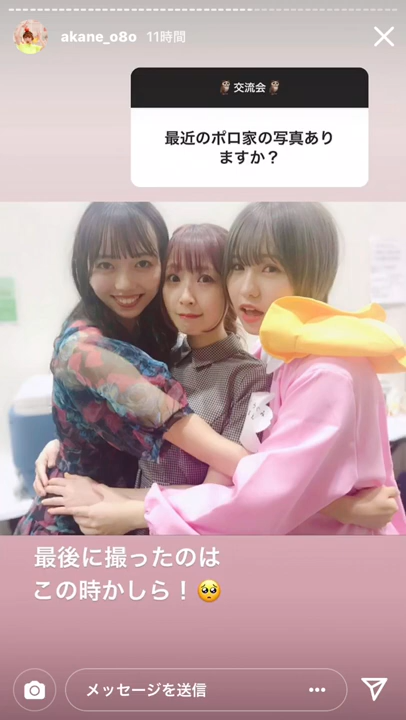 akane_o8o 11時間
🦉交流会🦉
最近のポロ家の写真あり
ますか？
最後に撮ったのは
この時かしら！🥺
メッセージを送信